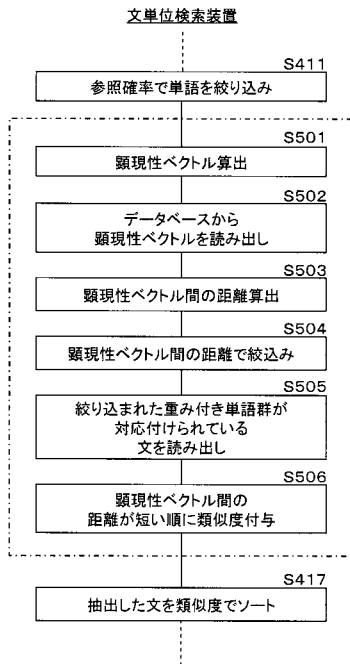 文単位検索装置
S411
参照確率で単語を絞り込み
S501
顕現性ベクトル算出
S502
データベースから
顕現性ベクトルを読み出し
S503
顕現性ベクトル間の距離算出
S504
顕現性ベクトル間の距離で絞込み
S505
絞り込まれた重み付き単語群が
対応付けられている
文を読み出し
S506
顕現性ベクトル間の
距離が短い順に類似度付与
S417
抽出した文を類似度でソート